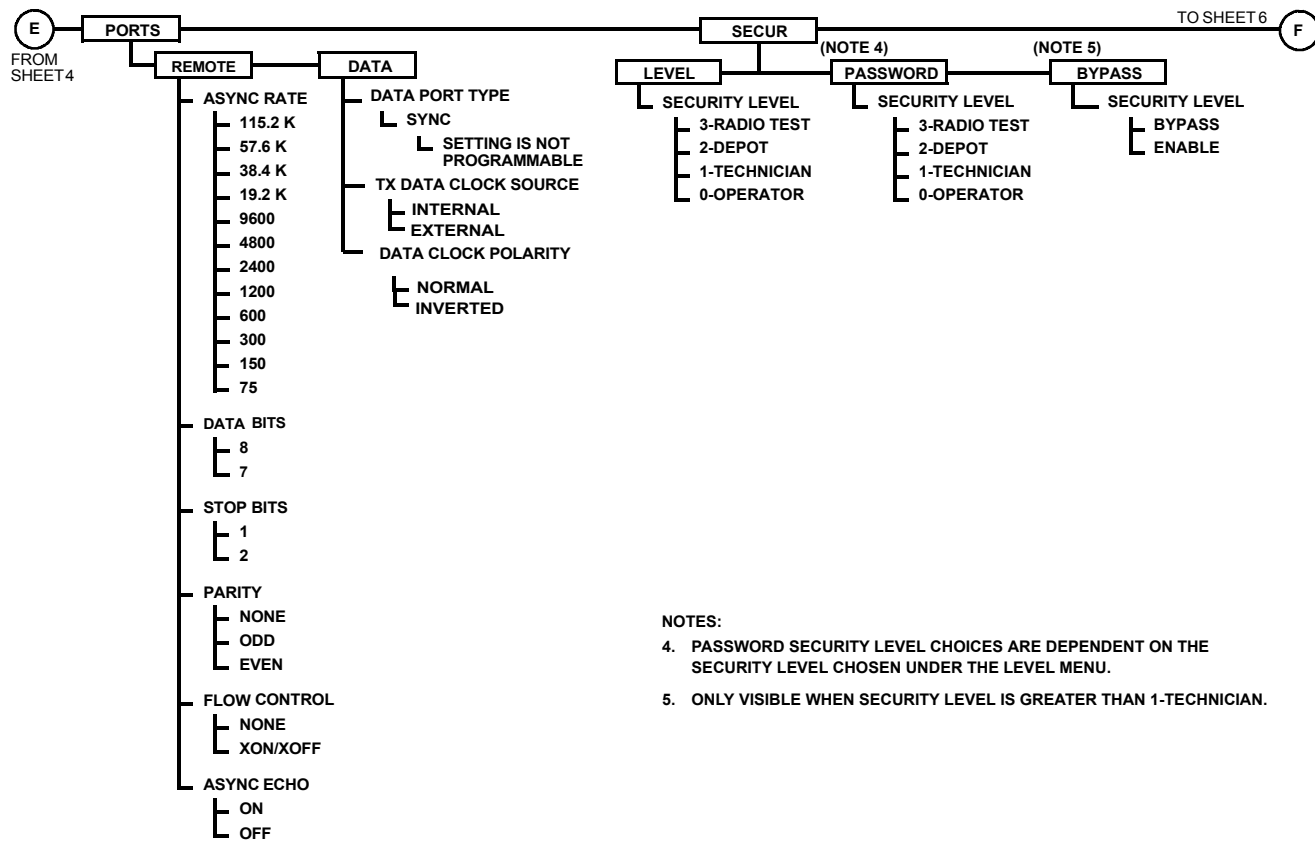 E
PORTS
SECUR
TO SHEET 6
F
FROM
SHEET 4
(NOTE 4)
(NOTE 5)
REMOTE
DATA
LEVEL
PASSWORD
BYPASS
ASYNC RATE
115.2 K
57.6 K
38.4 K
19.2 K
9600
4800
2400
1200
600
300
150
75
DATA BITS
8
7
STOP BITS
1
2
PARITY
NONE
ODD
EVEN
FLOW CONTROL
NONE
XON/XOFF
ASYNC ECHO
ON
OFF
DATA PORT TYPE
SYNC
SETTING IS NOT
PROGRAMMABLE
TX DATA CLOCK SOURCE
INTERNAL
EXTERNAL
DATA CLOCK POLARITY
NORMAL
INVERTED
SECURITY LEVEL
3-RADIO TEST
2-DEPOT
1-TECHNICIAN
0-OPERATOR
SECURITY LEVEL
3-RADIO TEST
2-DEPOT
1-TECHNICIAN
0-OPERATOR
SECURITY LEVEL
BYPASS
ENABLE
NOTES:
4. PASSWORD SECURITY LEVEL CHOICES ARE DEPENDENT ON THE
SECURITY LEVEL CHOSEN UNDER THE LEVEL MENU.
5. ONLY VISIBLE WHEN SECURITY LEVEL IS GREATER THAN 1-TECHNICIAN.